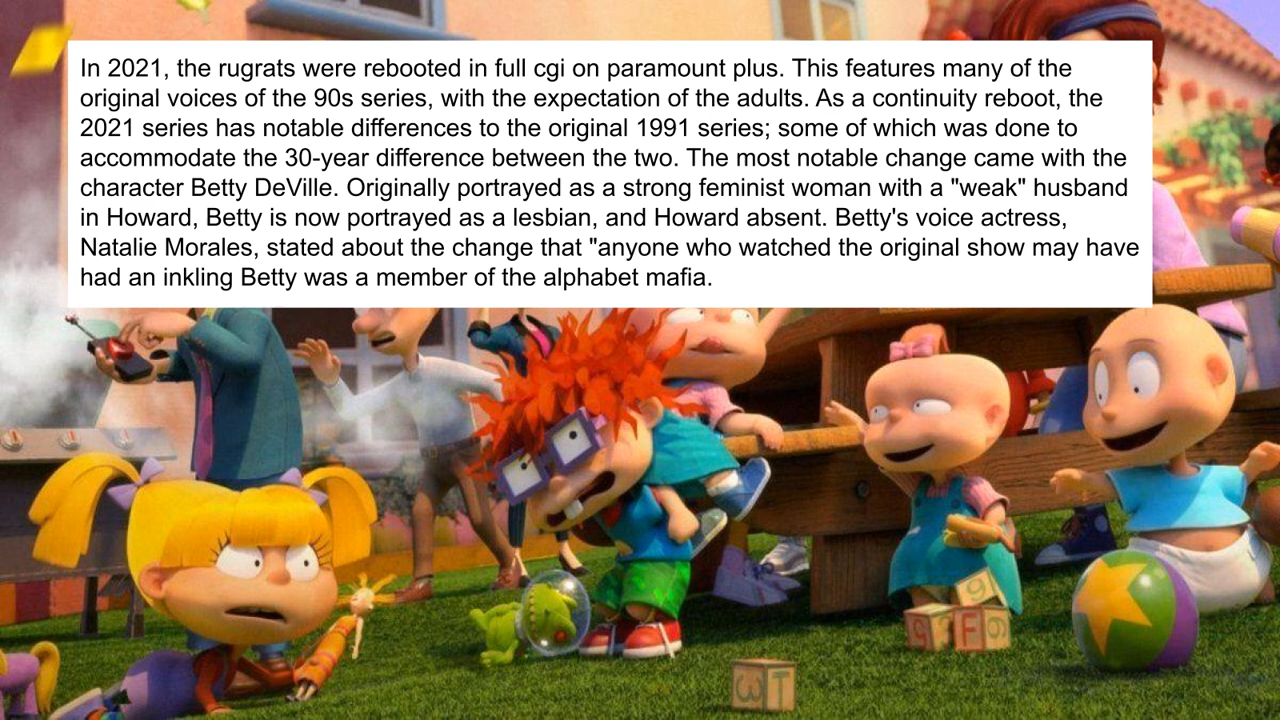 In 2021, the rugrats were rebooted in full cgi on paramount plus. This features many of the
original voices of the 90s series, with the expectation of the adults. As a continuity reboot, the
2021 series has notable differences to the original 1991 series; some of which was done to
accommodate the 30-year difference between the two. The most notable change came with the
character Betty DeVille. Originally portrayed as a strong feminist woman with a "weak" husband
in Howard, Betty is now portrayed as a lesbian, and Howard absent. Betty's voice actress,
Natalie Morales, stated about the change that "anyone who watched the original show may have
had an inkling Betty was a member of the alphabet mafia.